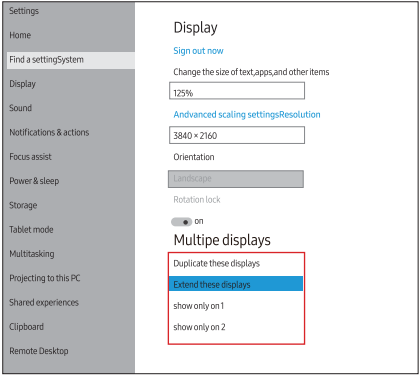 Settings
Home
Find a settingSystem
Display
Sound
Notifications & actions
Focus assist
Power & sleep
Storage
Tablet mode
Multitasking
Projecting to this PC
Shared experiences
Clipboard
Remote Desktop
Display
Sign out now
Change the size of text,apps,and other items
125%
Andvanced scaling settingsResolution
3840 × 2160
Orientation
Landscape
Rotation lock
on
Multipe displays
Duplicate these displays
Extend these displays
show only on 1
show only on 2